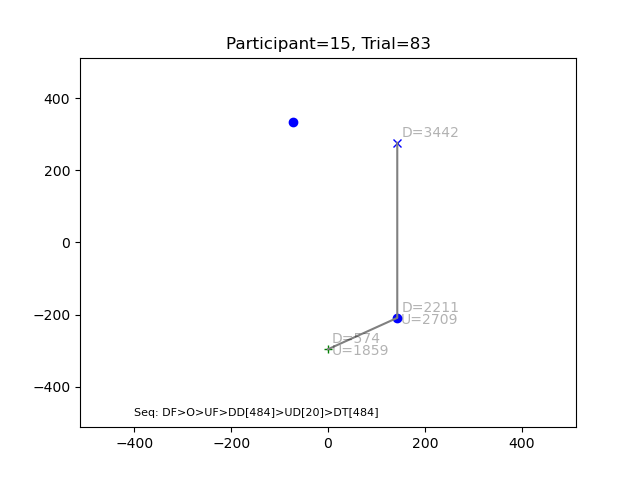 Participant=15, Trial=83
400
200
0
−200
−400
D=3442
D=2211
U=2709
D=574
U=1859
Seq: DF>O>UF>DD[484]>UD[20]>DT[484]
−400
−200
0
200
400